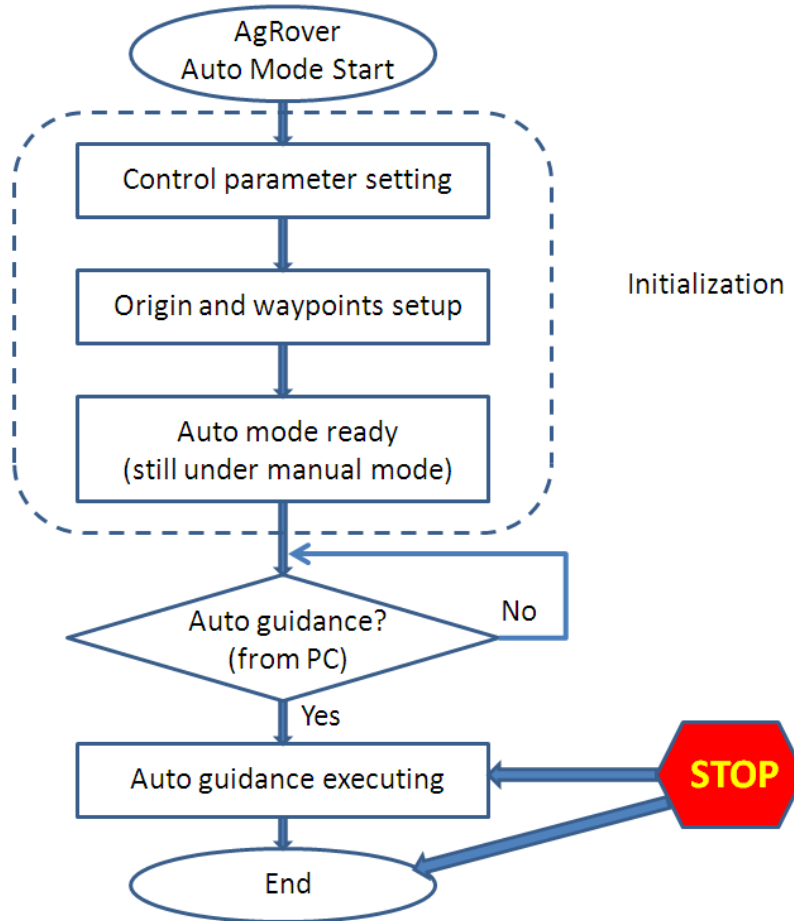 AgRover
Auto Mode Start
Control parameter setting
Origin and waypoints setup
Initialization
Auto mode ready
(still under manual mode)
Auto guidance?
(from PC)
No
Yes
Auto guidance executing
STOP
End